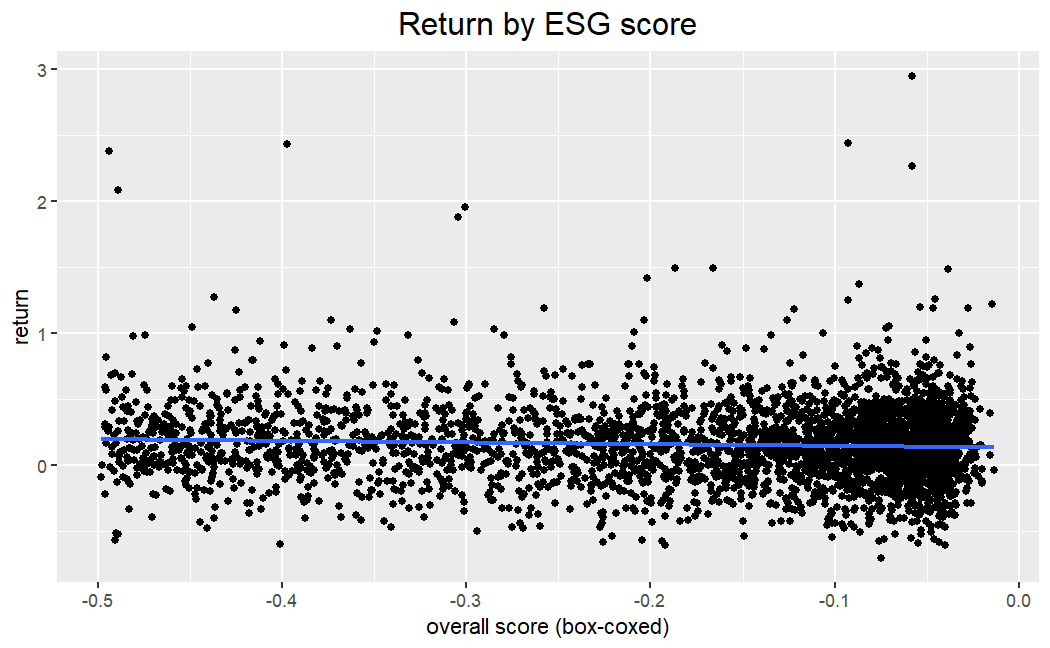 Return by ESG score
3
2
1
0
return
-0.5 -0.4 -0.3 -0.2 -0.1 0.0
overall score (box-coxed)